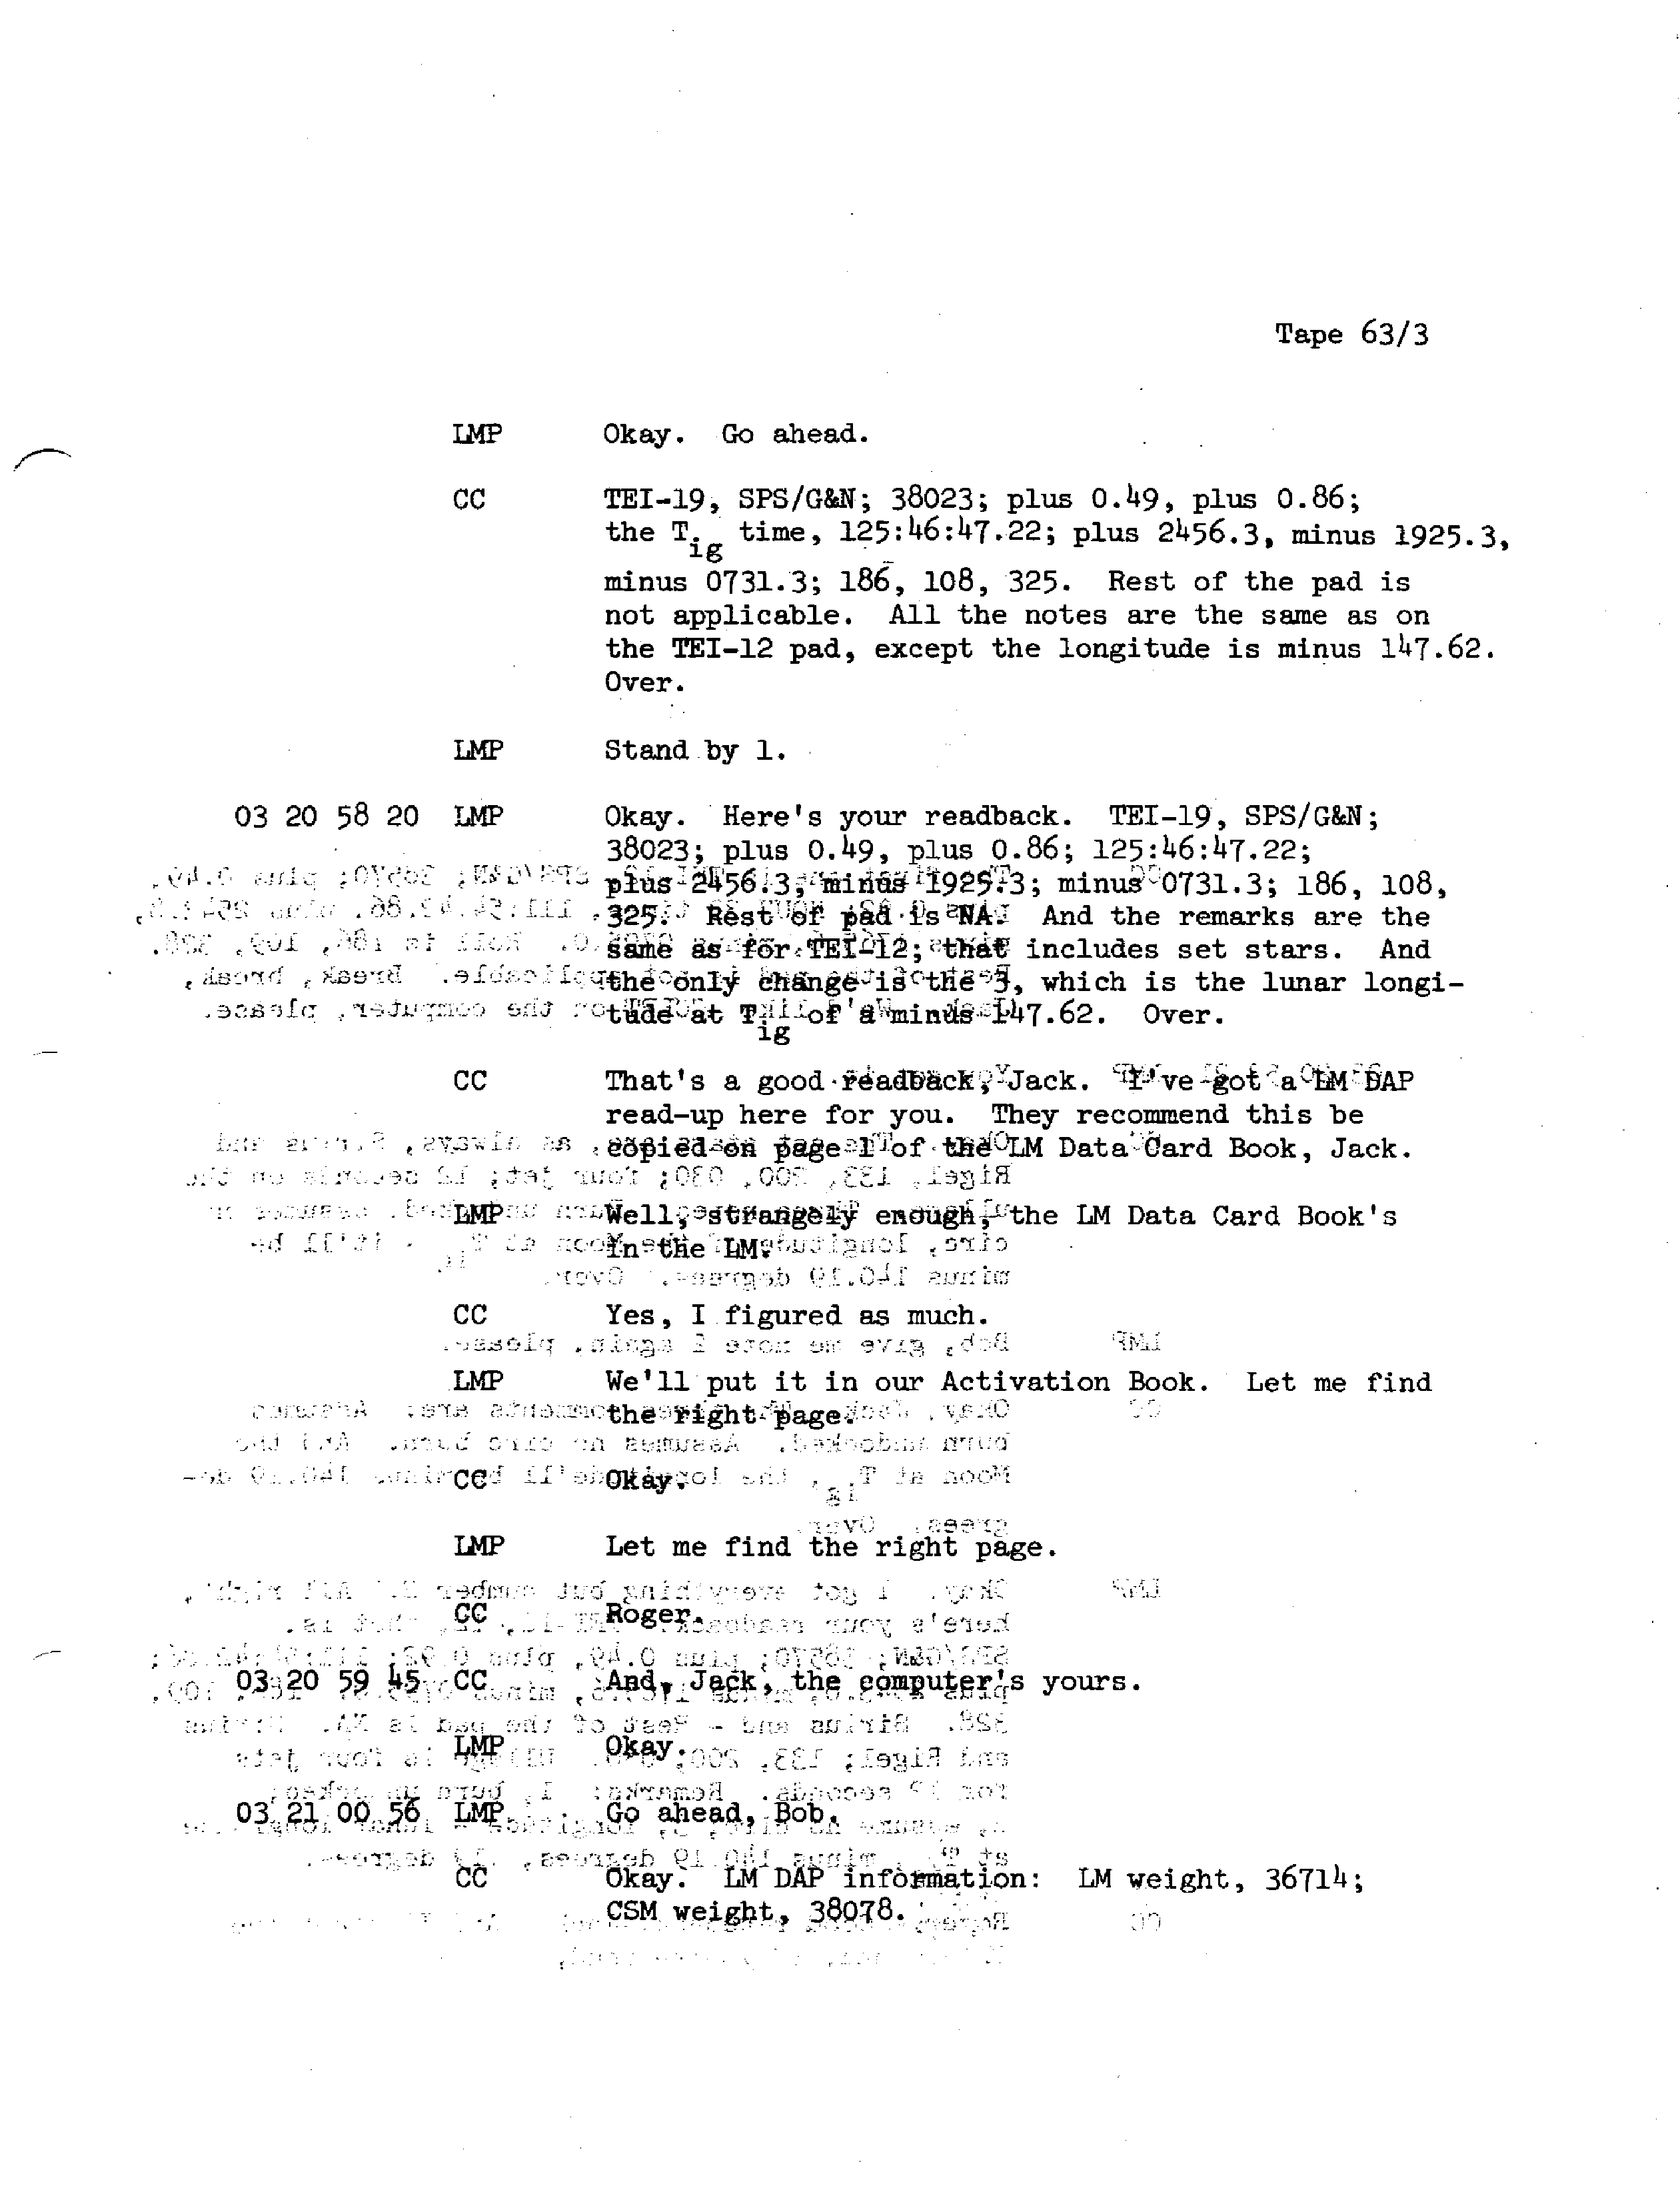 Tape 63/3
LMP Okay. Go ahead.
CC TEI-19, SPS/G&N; 38023; plus 0.49, plus 0.86;
the Tig time, 125:46:47.22; plus 2456.3, minus 1925.3,
minus 0731.3; 186, 108, 325. Rest of the pad is
not applicable. All the notes are the same as on
the TEI-12 pad, except the longitude is minus 147.62.
Over.
LMP Stand by 1.
03 20 58 20 LMP Okay. Here's your readback. TEI-19, SPS/G&N;
38023; plus 0.49, plus 0.86; 125:46:47.22;
plus 2456.3, minus 1925.3; minus 0731.3; 186, 108,
325. Rest of pad is NA. And the remarks are the
same as for TEI-12; that includes set stars. And
the only change is the 3, which is the lunar longi-
tude at Tig of a minus 147.62. Over.
CC That's a good readback, Jack. I've got a LM DAP
read-up here for you. They recommend this be
copied on page 1 of the LM Data Card Book, Jack.
LMP Well, strangely enough, the LM Data Card Book's
in the LM.
CC Yes, I figured as much.
LMP We'll put it in our Activation Book. Let me find
the right page.
CC Okay.
LMP Let me find the right page.
CC Roger.
03 20 59 45 CC And, Jack, the computer's yours.
LMP Okay.
03 21 00 56 LMP Go ahead, Bob.
CC Okay. LM DAP information: LM weight, 36714;
CSM weight, 38078.